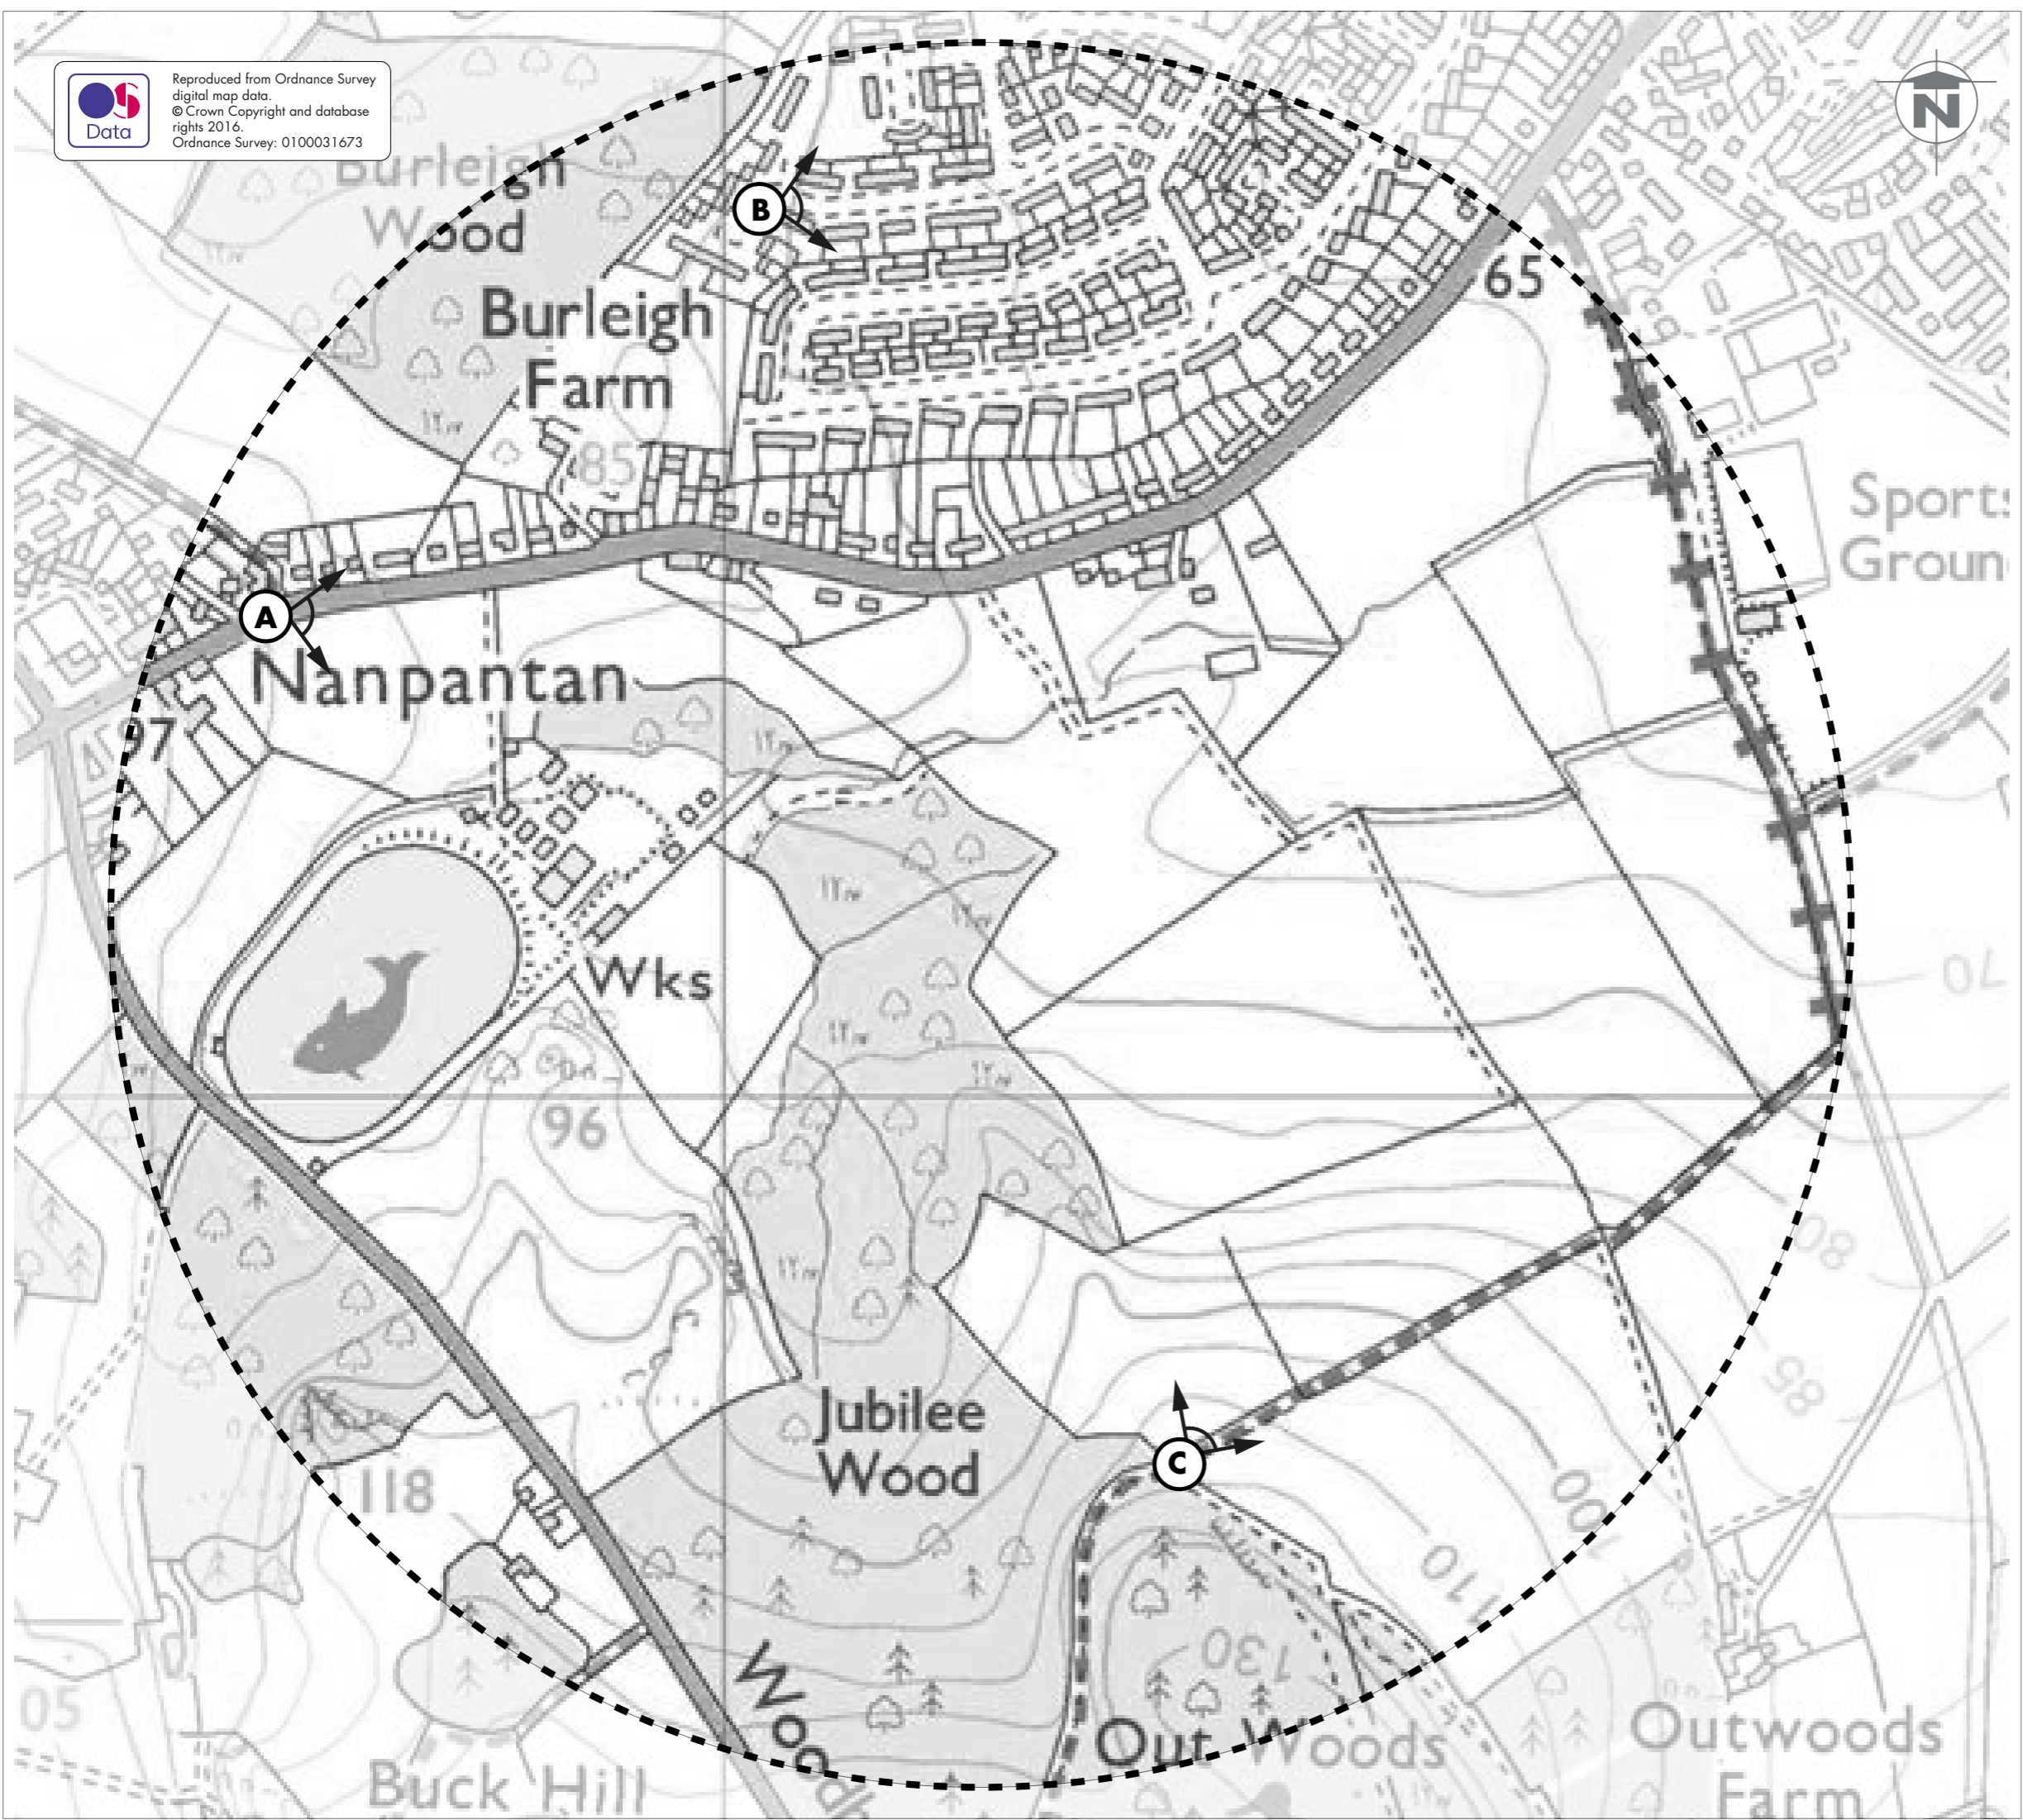 OS
Data
Reproduced from Ordnance Survey
digital map data.
© Crown Copyright and database
rights 2016.
Ordnance Survey: 0100031673
N
Burleigh
Wood
B
Burleigh
Farm
65
85
Sports
Groun
A
Nanpantan
97
Wks
70
96
80
85
Jubilee
Wood
C
118
100
110
130
Wood
05
Out Woods
Outwoods
Farm
Buck Hill